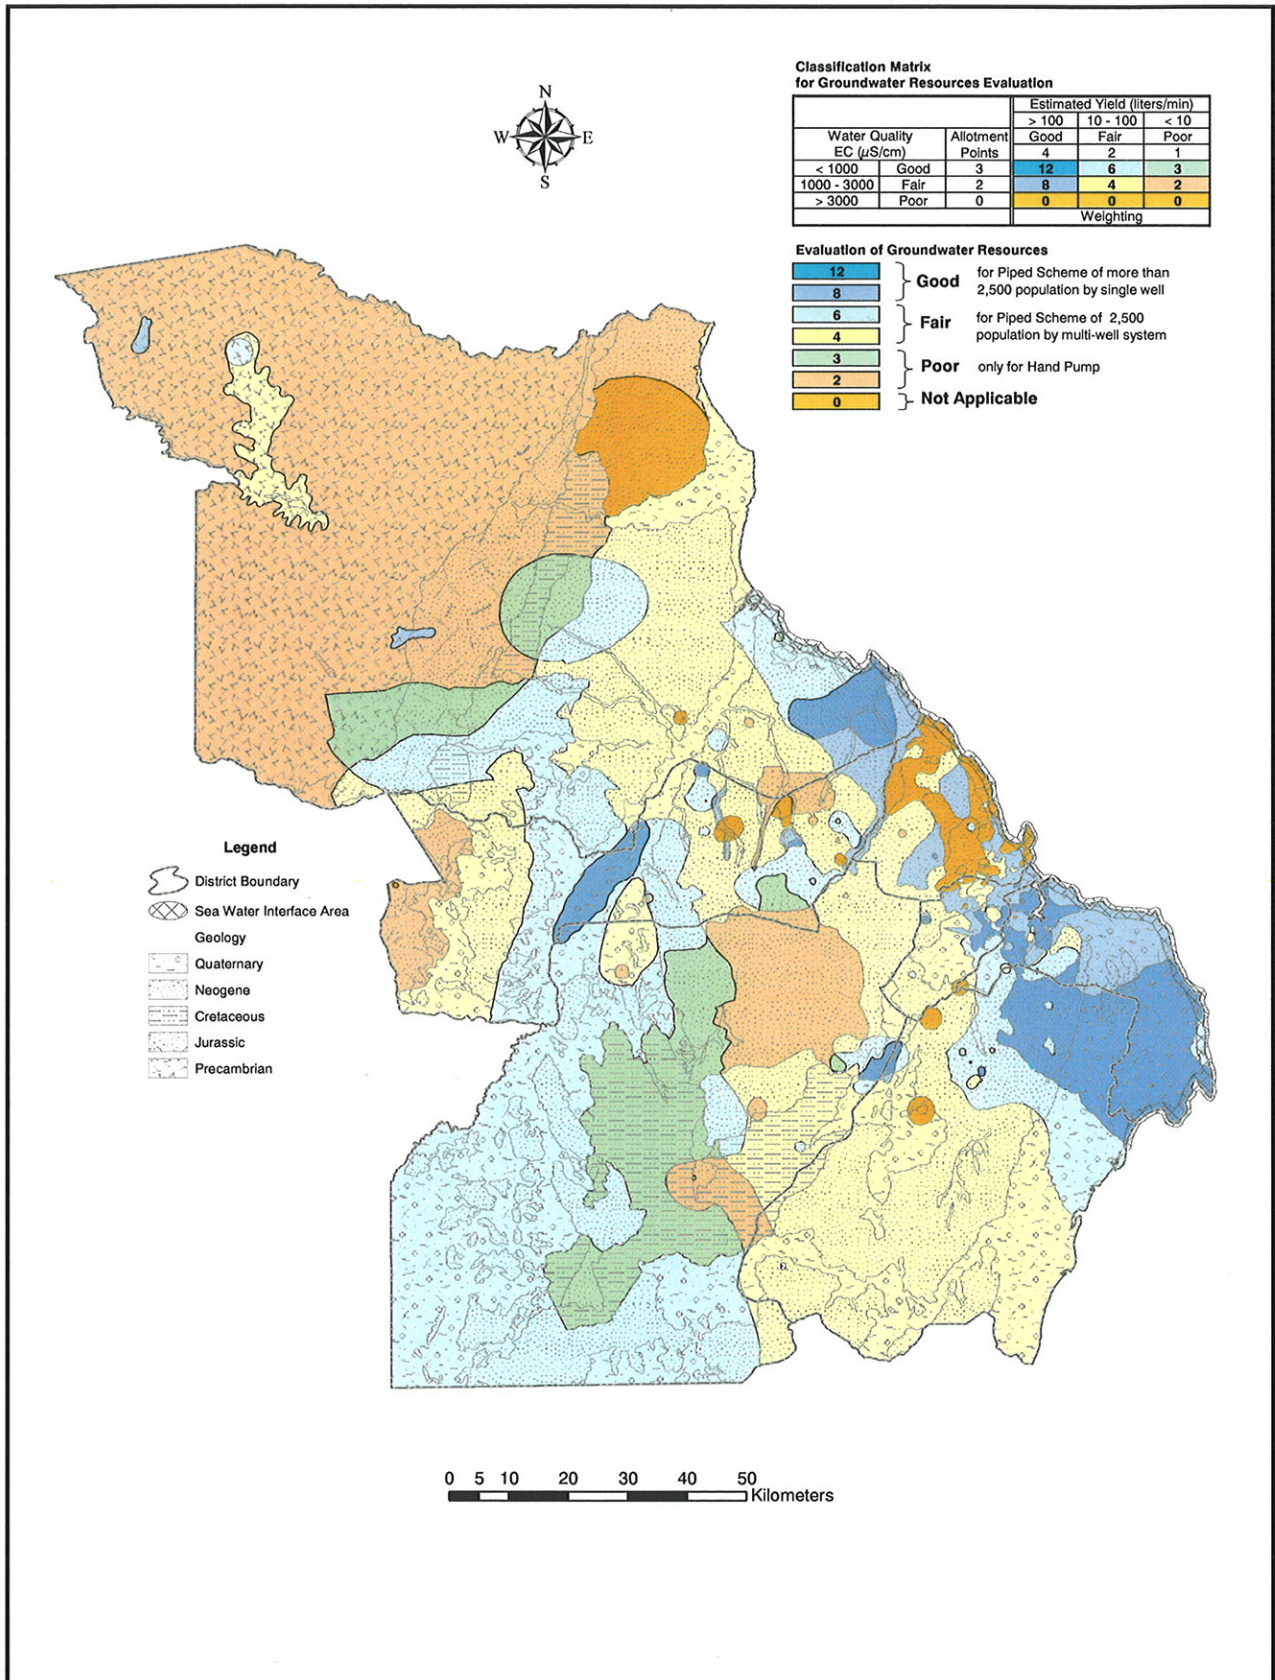 N
W E
S
Classification Matrix
for Groundwater Resources Evaluation
Estimated Yield (liters/min)
> 100 10 - 100 < 10
Water Quality Allotment Good Fair Poor
EC (μS/cm) Points 4 2 1
< 1000 Good 3 12 6 3
1000 - 3000 Fair 2 8 4 2
> 3000 Poor 0 0 0 0
Weighting
Evaluation of Groundwater Resources
12
8
Good for Piped Scheme of more than
2,500 population by single well
6
4
Fair for Piped Scheme of 2,500
population by multi-well system
3
2
Poor only for Hand Pump
0 Not Applicable
Legend
District Boundary
Sea Water Interface Area
Geology
Quaternary
Neogene
Cretaceous
Jurassic
Precambrian
0 5 10 20 30 40 50
Kilometers